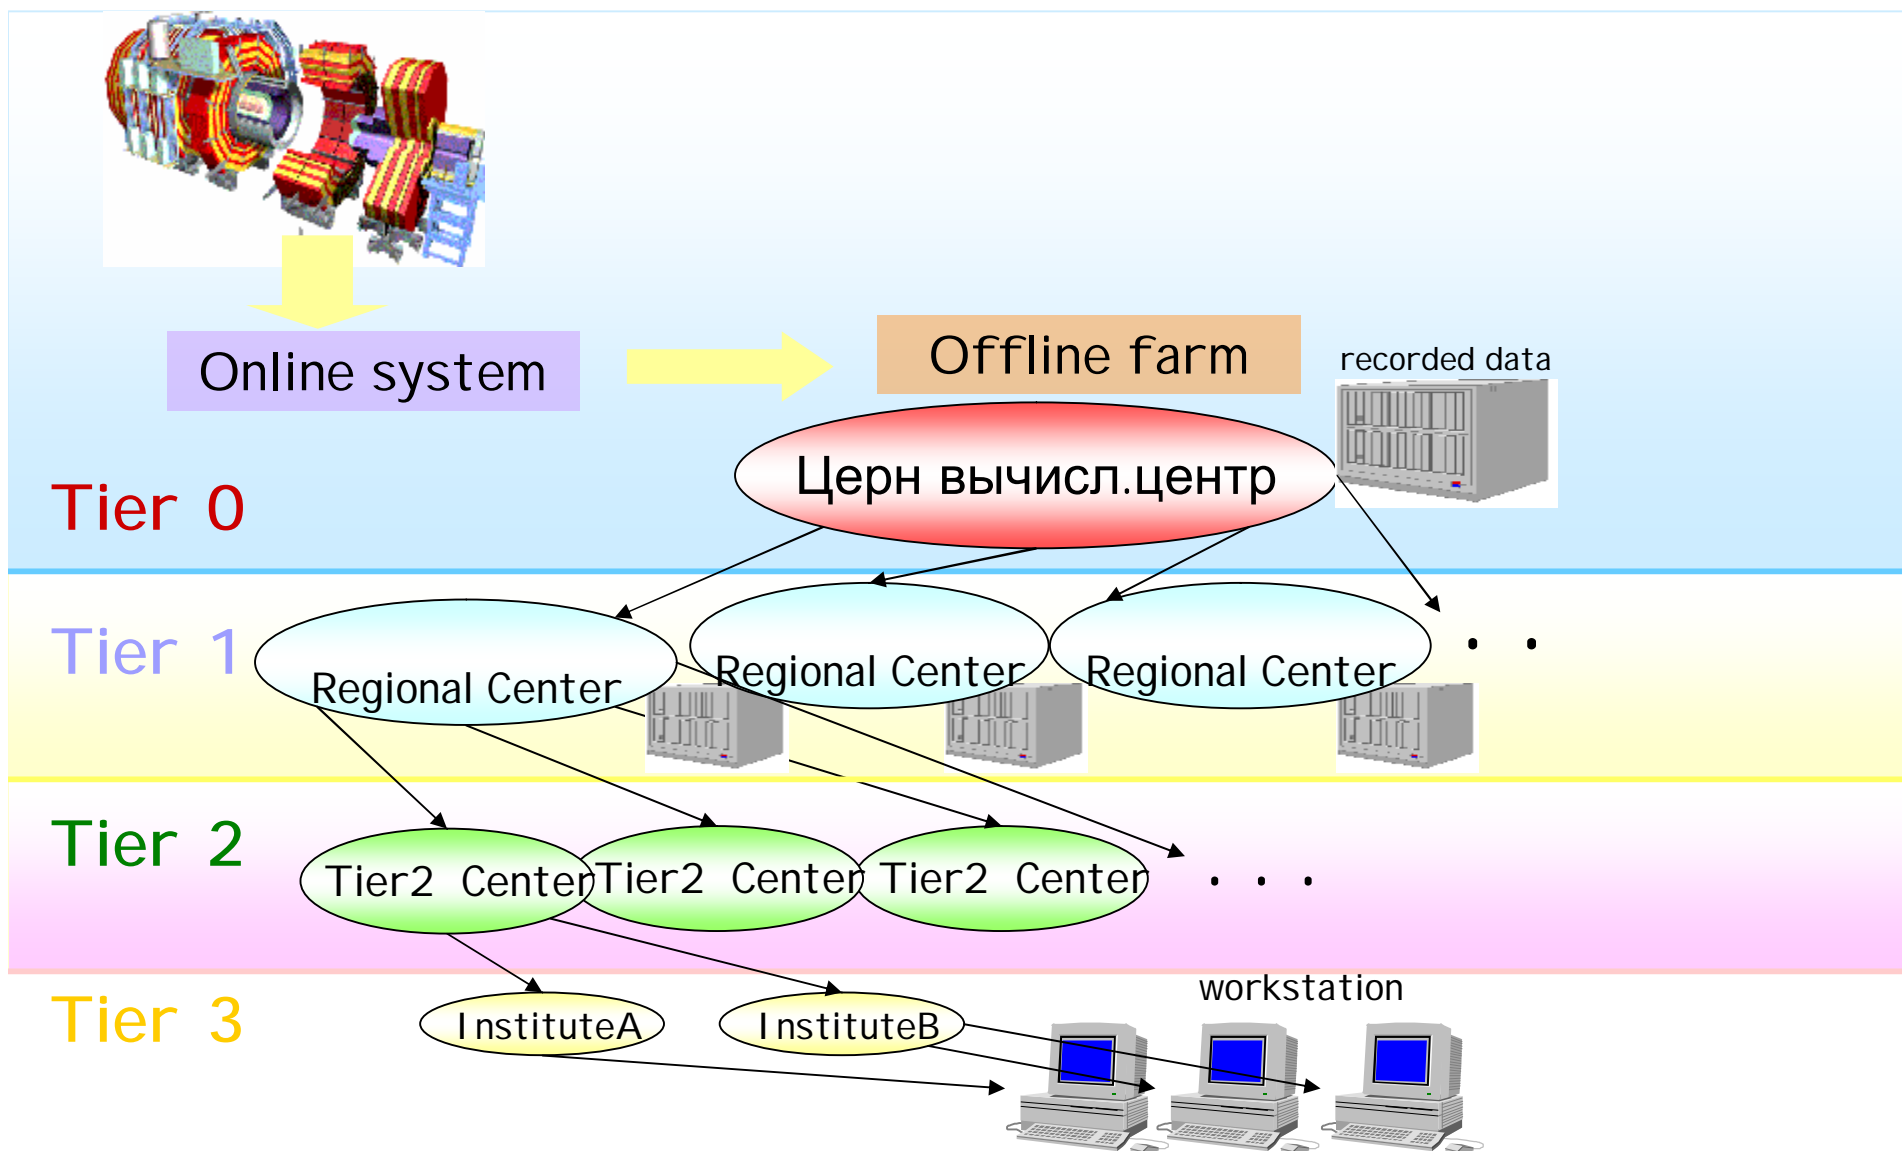 Online system
Offline farm
recorded data
Церн вычисл.центр
Tier 0
Tier 1
Regional Center
Regional Center
Regional Center
. .
Tier 2
Tier2 Center
Tier2 Center
Tier2 Center
. . .
Tier 3
InstituteA
InstituteB
workstation